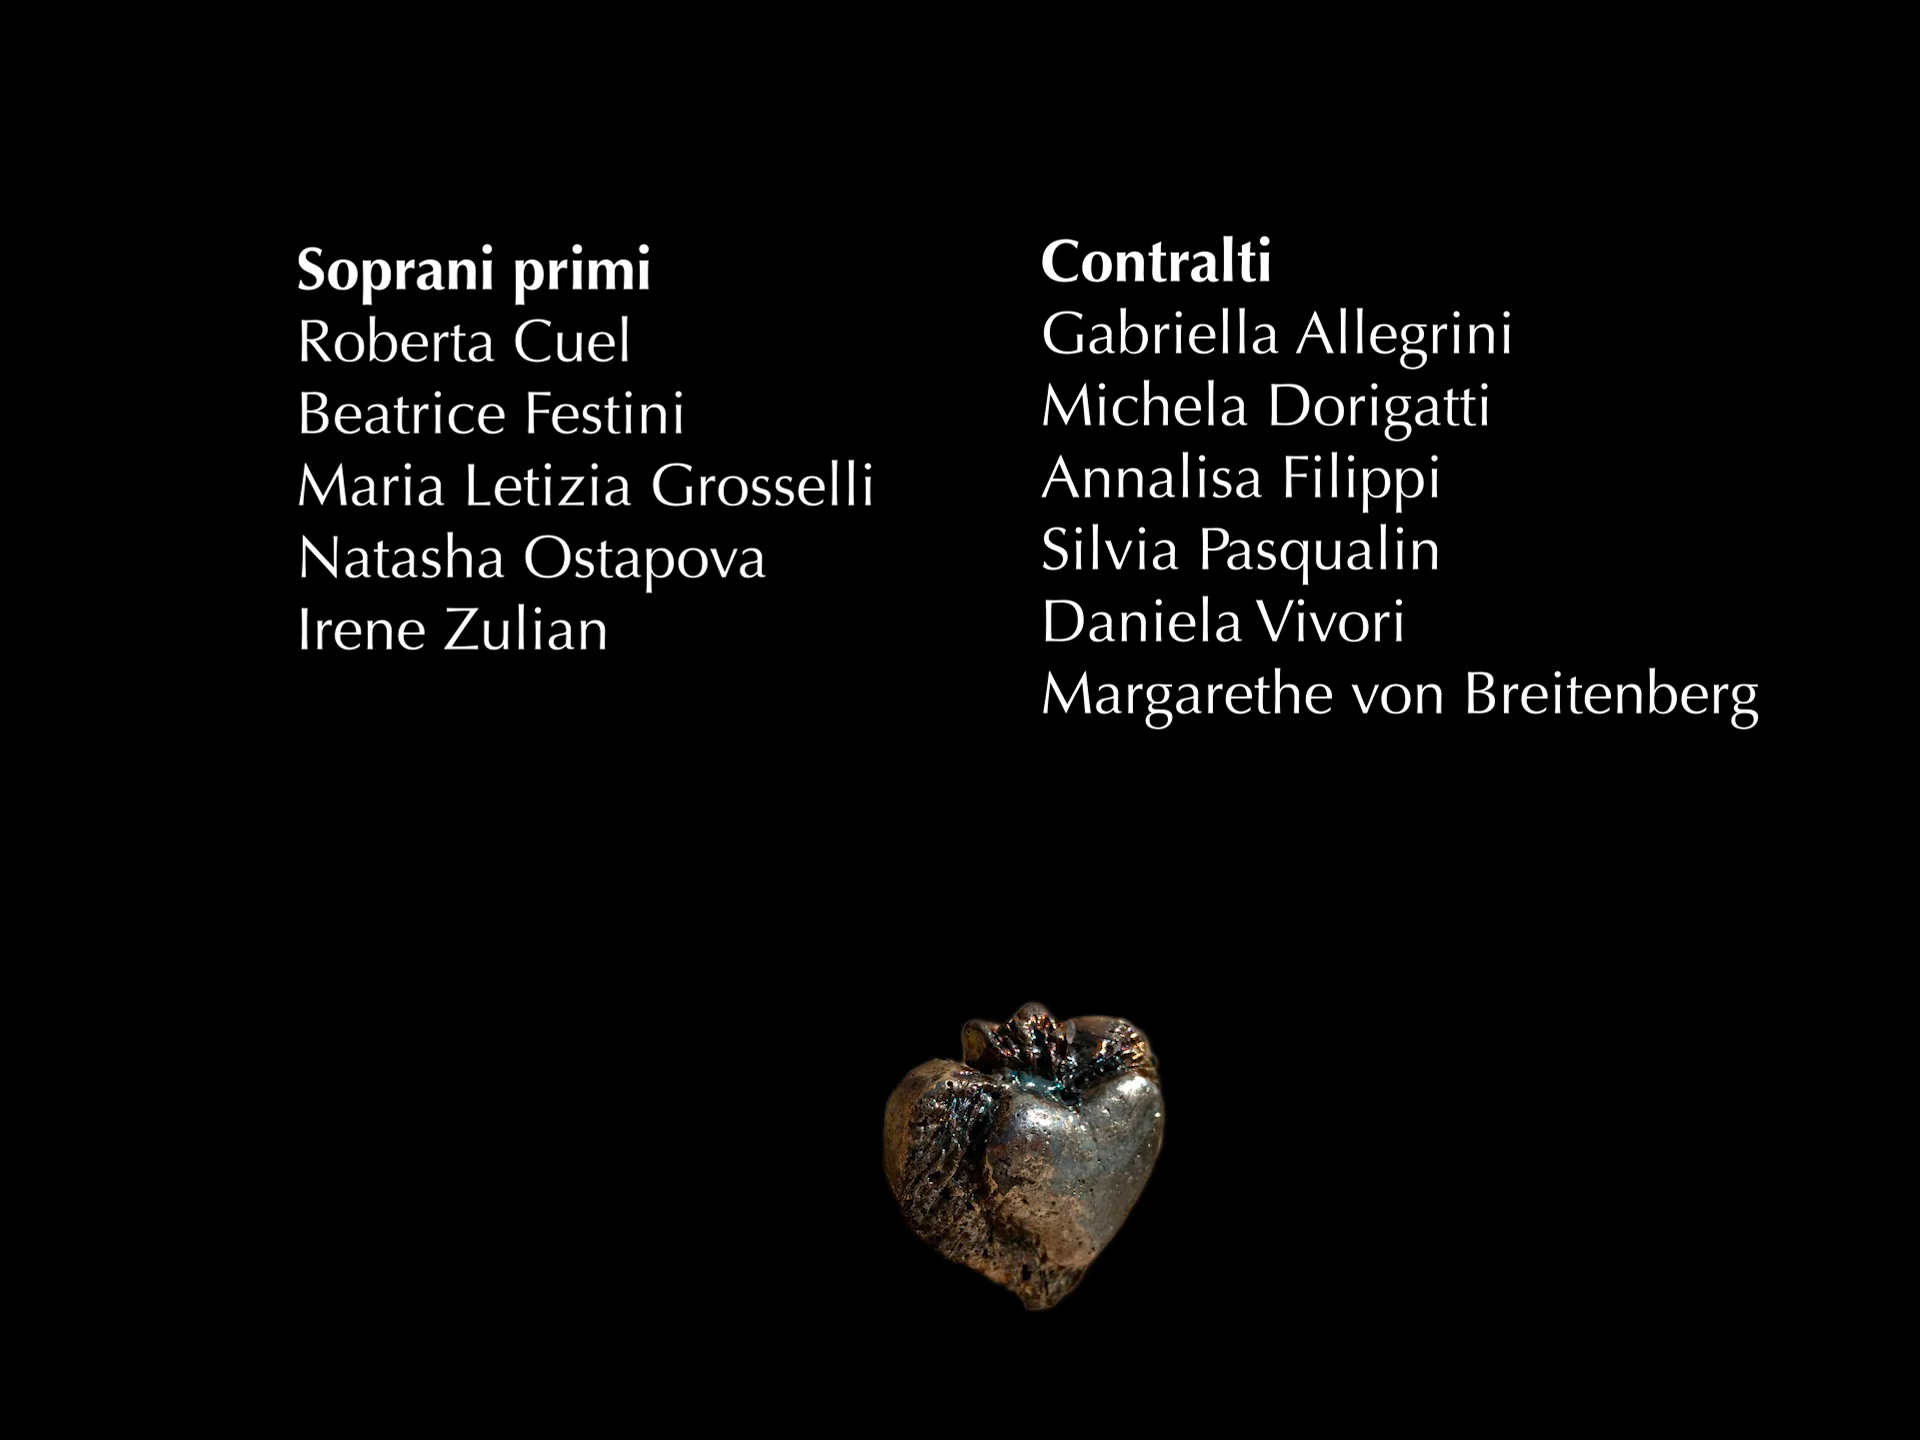 Soprani primi
Roberta Cuel
Beatrice Festini
Maria Letizia Grosselli
Natasha Ostapova
Irene Zulian
Contralti
Gabriella Allegrini
Michela Dorigatti
Annalisa Filippi
Silvia Pasqualin
Daniela Vivori
Margarethe von Breitenberg